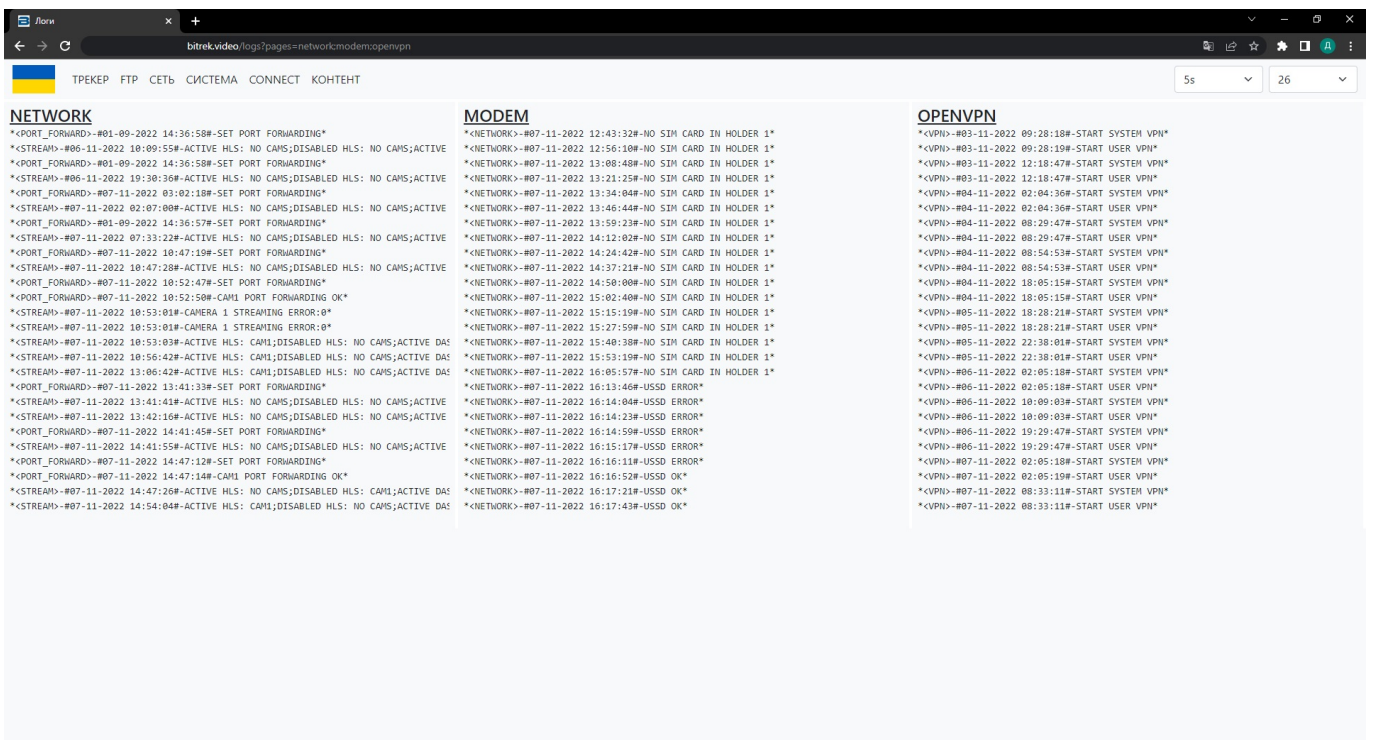 Логи
bitrek.video/logs?pages=network;modem;openvpn
Д
ТРЕКЕР FTP СЕТЬ СИСТЕМА CONNECT КОНТЕНТ
5s
26
NETWORK
*<PORT_FORWARD>-#01-09-2022 14:36:58#-SET PORT FORWARDING*
*<STREAM>-#06-11-2022 10:09:55#-ACTIVE HLS: NO CAMS;DISABLED HLS: NO CAMS;ACTIVE
*<PORT_FORWARD>-#01-09-2022 14:36:58#-SET PORT FORWARDING*
*<STREAM>-#06-11-2022 19:30:36#-ACTIVE HLS: NO CAMS;DISABLED HLS: NO CAMS;ACTIVE
*<PORT_FORWARD>-#07-11-2022 03:02:18#-SET PORT FORWARDING*
*<STREAM>-#07-11-2022 02:07:00#-ACTIVE HLS: NO CAMS;DISABLED HLS: NO CAMS;ACTIVE
*<PORT_FORWARD>-#01-09-2022 14:36:57#-SET PORT FORWARDING*
*<STREAM>-#07-11-2022 07:33:22#-ACTIVE HLS: NO CAMS;DISABLED HLS: NO CAMS;ACTIVE
*<PORT_FORWARD>-#07-11-2022 10:47:19#-SET PORT FORWARDING*
*<STREAM>-#07-11-2022 10:47:28#-ACTIVE HLS: NO CAMS;DISABLED HLS: NO CAMS;ACTIVE
*<PORT_FORWARD>-#07-11-2022 10:52:47#-SET PORT FORWARDING*
*<PORT_FORWARD>-#07-11-2022 10:52:50#-CAM1 PORT FORWARDING OK*
*<STREAM>-#07-11-2022 10:53:01#-CAMERA 1 STREAMING ERROR:0*
*<STREAM>-#07-11-2022 10:53:01#-CAMERA 1 STREAMING ERROR:0*
*<STREAM>-#07-11-2022 10:53:03#-ACTIVE HLS: CAM1;DISABLED HLS: NO CAMS;ACTIVE DAS
*<STREAM>-#07-11-2022 10:56:42#-ACTIVE HLS: CAM1;DISABLED HLS: NO CAMS;ACTIVE DAS
*<STREAM>-#07-11-2022 13:06:42#-ACTIVE HLS: CAM1;DISABLED HLS: NO CAMS;ACTIVE DAS
*<PORT_FORWARD>-#07-11-2022 13:41:33#-SET PORT FORWARDING*
*<STREAM>-#07-11-2022 13:41:41#-ACTIVE HLS: NO CAMS;DISABLED HLS: NO CAMS;ACTIVE
*<STREAM>-#07-11-2022 13:42:16#-ACTIVE HLS: NO CAMS;DISABLED HLS: NO CAMS;ACTIVE
*<PORT_FORWARD>-#07-11-2022 14:41:45#-SET PORT FORWARDING*
*<STREAM>-#07-11-2022 14:41:55#-ACTIVE HLS: NO CAMS;DISABLED HLS: NO CAMS;ACTIVE
*<PORT_FORWARD>-#07-11-2022 14:47:12#-SET PORT FORWARDING*
*<PORT_FORWARD>-#07-11-2022 14:47:14#-CAM1 PORT FORWARDING OK*
*<STREAM>-#07-11-2022 14:47:26#-ACTIVE HLS: NO CAMS;DISABLED HLS: CAM1;ACTIVE DAS
*<STREAM>-#07-11-2022 14:54:04#-ACTIVE HLS: CAM1;DISABLED HLS: NO CAMS;ACTIVE DAS
MODEM
*<NETWORK>-#07-11-2022 12:43:32#-NO SIM CARD IN HOLDER 1*
*<NETWORK>-#07-11-2022 12:56:10#-NO SIM CARD IN HOLDER 1*
*<NETWORK>-#07-11-2022 13:08:48#-NO SIM CARD IN HOLDER 1*
*<NETWORK>-#07-11-2022 13:21:25#-NO SIM CARD IN HOLDER 1*
*<NETWORK>-#07-11-2022 13:34:04#-NO SIM CARD IN HOLDER 1*
*<NETWORK>-#07-11-2022 13:46:44#-NO SIM CARD IN HOLDER 1*
*<NETWORK>-#07-11-2022 13:59:23#-NO SIM CARD IN HOLDER 1*
*<NETWORK>-#07-11-2022 14:12:02#-NO SIM CARD IN HOLDER 1*
*<NETWORK>-#07-11-2022 14:24:42#-NO SIM CARD IN HOLDER 1*
*<NETWORK>-#07-11-2022 14:37:21#-NO SIM CARD IN HOLDER 1*
*<NETWORK>-#07-11-2022 14:50:00#-NO SIM CARD IN HOLDER 1*
*<NETWORK>-#07-11-2022 15:02:40#-NO SIM CARD IN HOLDER 1*
*<NETWORK>-#07-11-2022 15:15:19#-NO SIM CARD IN HOLDER 1*
*<NETWORK>-#07-11-2022 15:27:59#-NO SIM CARD IN HOLDER 1*
*<NETWORK>-#07-11-2022 15:40:38#-NO SIM CARD IN HOLDER 1*
*<NETWORK>-#07-11-2022 15:53:19#-NO SIM CARD IN HOLDER 1*
*<NETWORK>-#07-11-2022 16:05:57#-NO SIM CARD IN HOLDER 1*
*<NETWORK>-#07-11-2022 16:13:46#-USSD ERROR*
*<NETWORK>-#07-11-2022 16:14:04#-USSD ERROR*
*<NETWORK>-#07-11-2022 16:14:23#-USSD ERROR*
*<NETWORK>-#07-11-2022 16:14:59#-USSD ERROR*
*<NETWORK>-#07-11-2022 16:15:17#-USSD ERROR*
*<NETWORK>-#07-11-2022 16:16:11#-USSD ERROR*
*<NETWORK>-#07-11-2022 16:16:52#-USSD OK*
*<NETWORK>-#07-11-2022 16:17:21#-USSD OK*
*<NETWORK>-#07-11-2022 16:17:43#-USSD OK*
OPENVPN
*<VPN>-#03-11-2022 09:28:18#-START SYSTEM VPN*
*<VPN>-#03-11-2022 09:28:19#-START USER VPN*
*<VPN>-#03-11-2022 12:18:47#-START SYSTEM VPN*
*<VPN>-#03-11-2022 12:18:47#-START USER VPN*
*<VPN>-#04-11-2022 02:04:36#-START SYSTEM VPN*
*<VPN>-#04-11-2022 02:04:36#-START USER VPN*
*<VPN>-#04-11-2022 08:29:47#-START SYSTEM VPN*
*<VPN>-#04-11-2022 08:29:47#-START USER VPN*
*<VPN>-#04-11-2022 08:54:53#-START SYSTEM VPN*
*<VPN>-#04-11-2022 08:54:53#-START USER VPN*
*<VPN>-#04-11-2022 18:05:15#-START SYSTEM VPN*
*<VPN>-#04-11-2022 18:05:15#-START USER VPN*
*<VPN>-#05-11-2022 18:28:21#-START SYSTEM VPN*
*<VPN>-#05-11-2022 18:28:21#-START USER VPN*
*<VPN>-#05-11-2022 22:38:01#-START SYSTEM VPN*
*<VPN>-#05-11-2022 22:38:01#-START USER VPN*
*<VPN>-#06-11-2022 02:05:18#-START SYSTEM VPN*
*<VPN>-#06-11-2022 02:05:18#-START USER VPN*
*<VPN>-#06-11-2022 10:09:03#-START SYSTEM VPN*
*<VPN>-#06-11-2022 10:09:03#-START USER VPN*
*<VPN>-#06-11-2022 19:29:47#-START SYSTEM VPN*
*<VPN>-#06-11-2022 19:29:47#-START USER VPN*
*<VPN>-#07-11-2022 02:05:18#-START SYSTEM VPN*
*<VPN>-#07-11-2022 02:05:19#-START USER VPN*
*<VPN>-#07-11-2022 08:33:11#-START SYSTEM VPN*
*<VPN>-#07-11-2022 08:33:11#-START USER VPN*